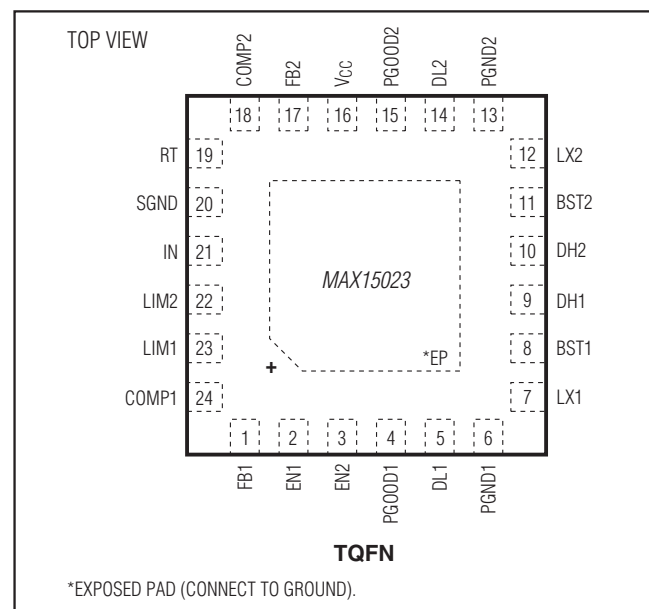 TOP VIEW
COMP2
FB2
VCC
PGOOD2
DL2
PGND2
18 17 16 15 14 13
RT 19
SGND 20
IN 21
LIM2 22
LIM1 23
COMP1 24
12 LX2
11 BST2
10 DH2
9 DH1
8 BST1
7 LX1
MAX15023
*EP
+
1 2 3 4 5 6
FB1
EN1
EN2
PGOOD1
DL1
PGND1
TQFN
*EXPOSED PAD (CONNECT TO GROUND).